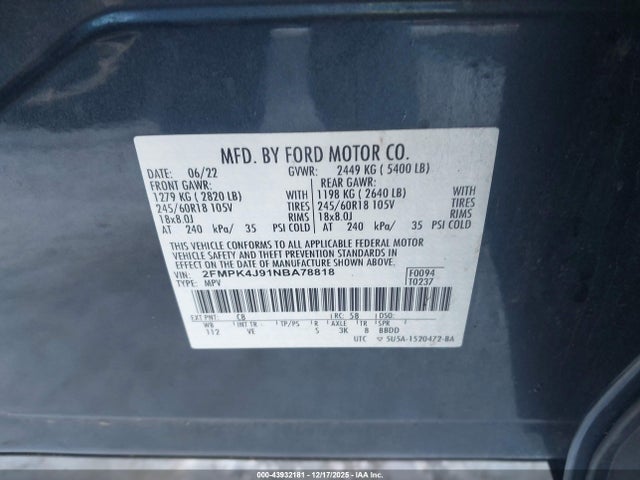 MFD. BY FORD MOTOR CO.
DATE: 06/22 GVWR: 2449 KG ( 5400 LB)
FRONT GAWR: REAR GAWR:
1279 KG ( 2820 LB) WITH 1198 KG ( 2640 LB) WITH
245/60R18 105V TIRES 245/60R18 105V TIRES
18x8.0J RIMS 18x8.0J RIMS
AT 240 kPa/ 35 PSI COLD AT 240 kPa/ 35 PSI COLD
THIS VEHICLE CONFORMS TO ALL APPLICABLE FEDERAL MOTOR
VEHICLE SAFETY AND THEFT PREVENTION STANDARDS IN
EFFECT ON THE DATE OF MANUFACTURE SHOWN ABOVE.
VIN: 2FMPK4J91NBA78818 F0094
TYPE: MPV T0237
EXT PNT: CB RC: 58 DSO:
WB INT TR TP/PS R AXLE TR SPR
112 VE S 3K 8 BBDD
UTC ▽ 5U5A-1520472-BA
© 2025 - 43932181 - 12/17/2025 - IAA Inc.